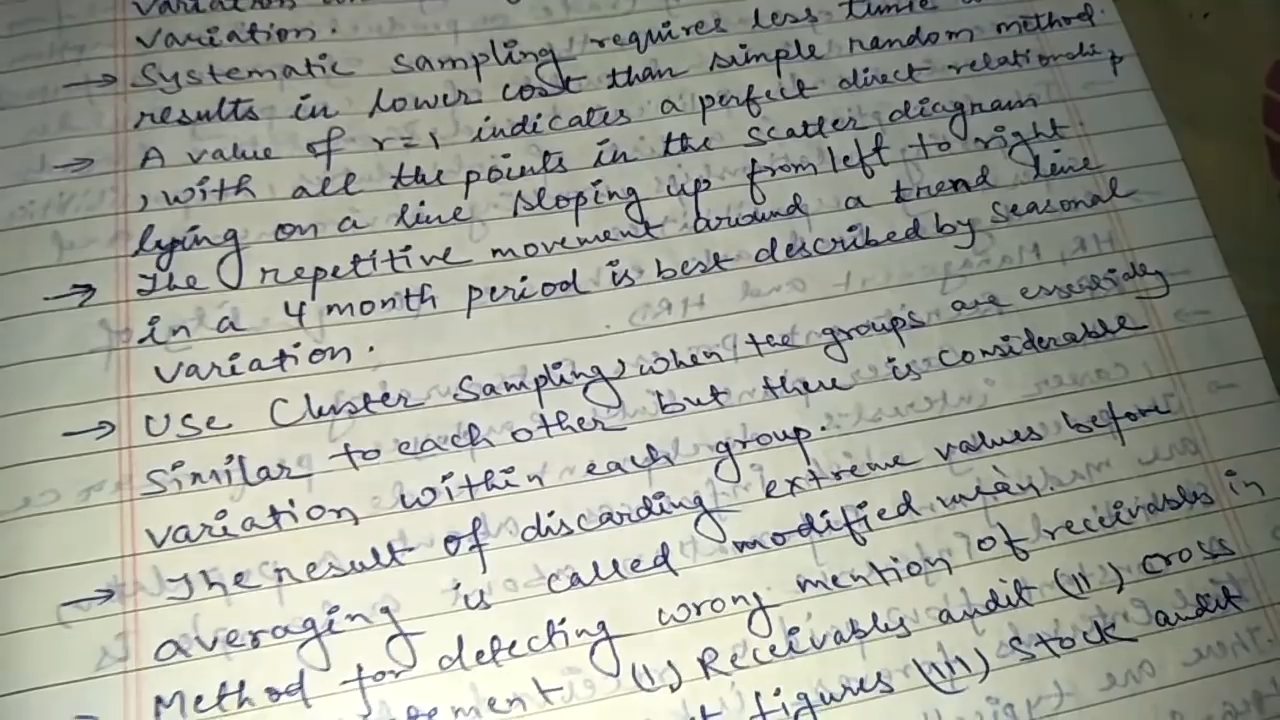 variation.
→ Systematic sampling requires less time
results in lower cost than simple random method.
→ A value of r=1 indicates a perfect direct relationship
, with all the points in the scatter diagram
lying on a line sloping up from left to right
→ The repetitive movement around a trend line
in a 4 month period is best described by seasonal
variation.
→ Use Cluster Sampling, when the groups are essentially
similar to each other but there is considerable
variation within each group.
→ The result of discarding extreme values before
averaging is called modified mean.
Method for detecting wrong mention of receivables in
(I) Receivables audit (II) cross
figures (III) Stock audit